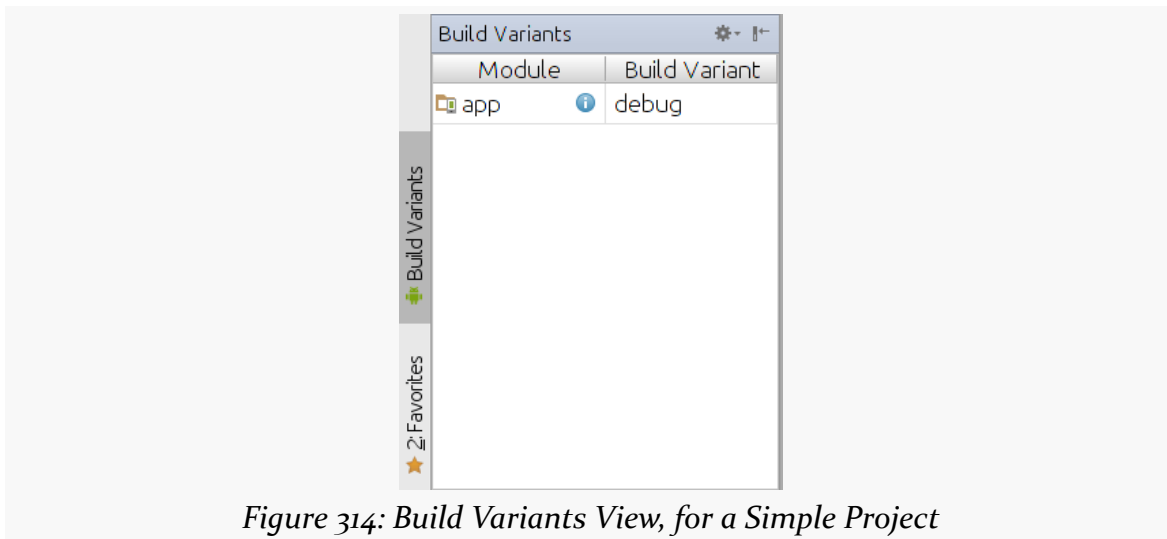 Build Variants
Module Build Variant
app debug
Build Variants
2: Favorites
Figure 314: Build Variants View, for a Simple Project